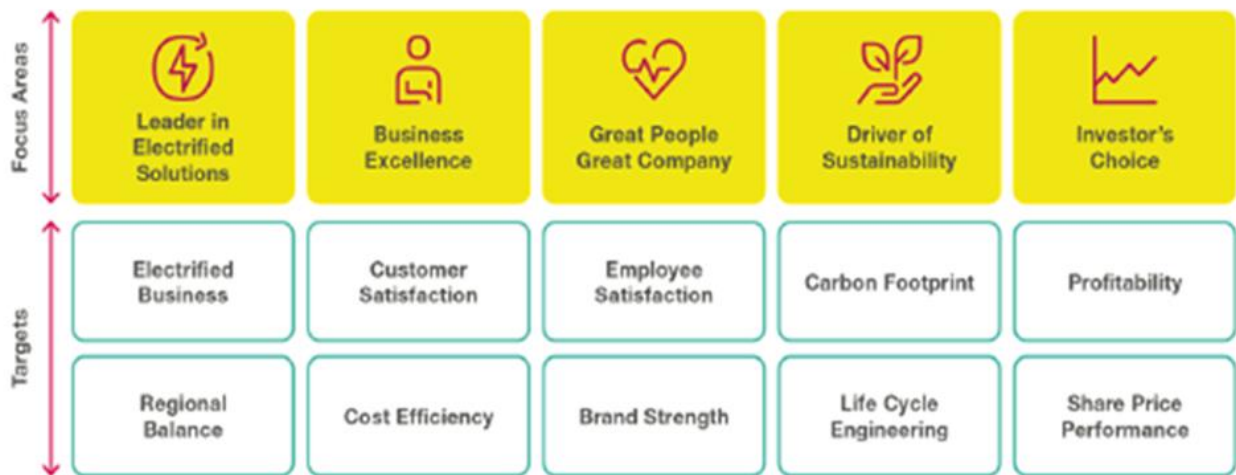 Focus Areas
Leader in
Electrified
Solutions
Business
Excellence
Great People
Great Company
Driver of
Sustainability
Investor's
Choice
Targets
Electrified
Business
Customer
Satisfaction
Employee
Satisfaction
Carbon Footprint
Profitability
Regional
Balance
Cost Efficiency
Brand Strength
Life Cycle
Engineering
Share Price
Performance